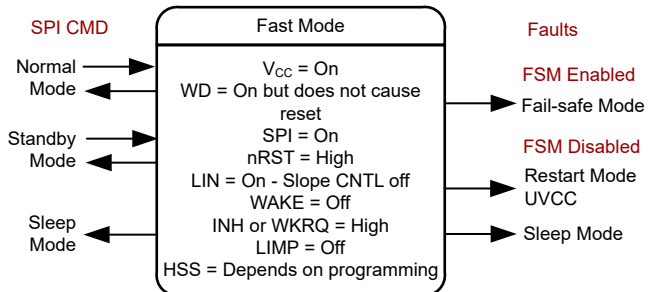 SPI CMD
Normal
Mode
Standby
Mode
Sleep
Mode
Fast Mode
VCC = On
WD = On but does not cause
reset
SPI = On
nRST = High
LIN = On - Slope CNTL off
WAKE = Off
INH or WKRQ = High
LIMP = Off
HSS = Depends on programming
Faults
FSM Enabled
Fail-safe Mode
FSM Disabled
Restart Mode
UVCC
Sleep Mode